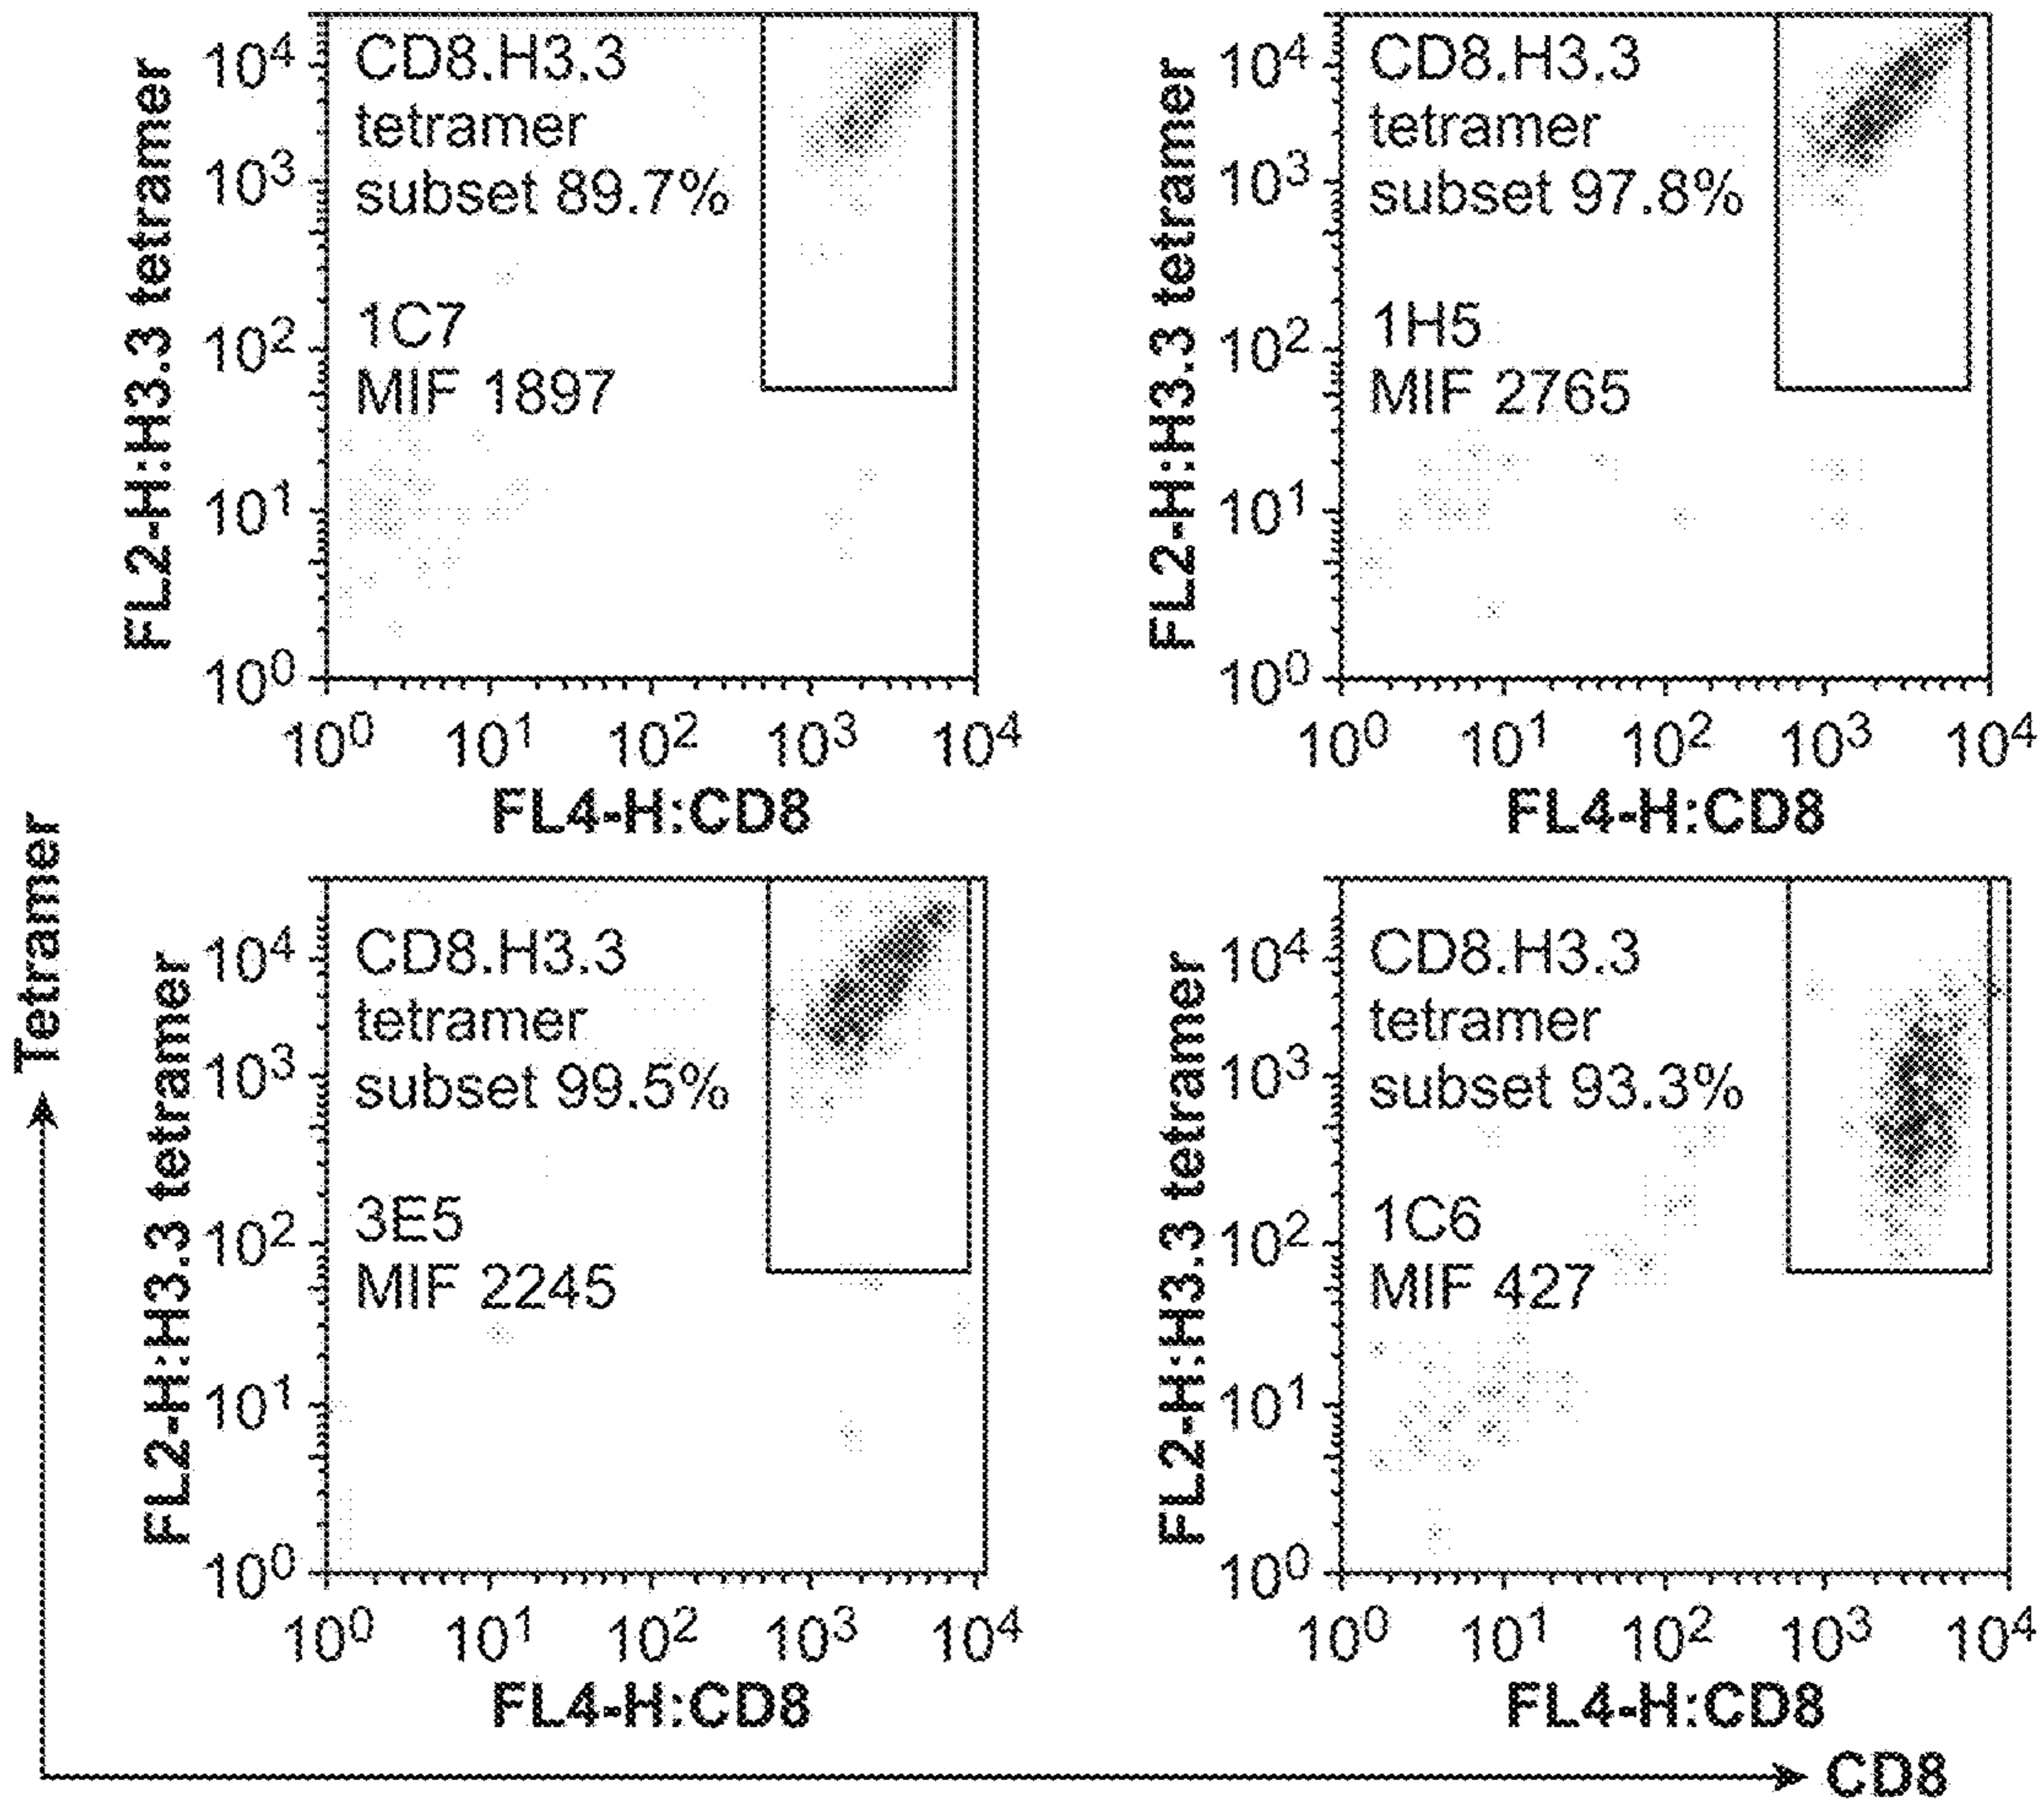 FL2-H:H3.3 tetramer
10⁴
10³
10²
10¹
10⁰
CD8.H3.3
tetramer
subset 89.7%
1C7
MIF 1897
10⁰ 10¹ 10² 10³ 10⁴
FL4-H:CD8
FL2-H:H3.3 tetramer
10⁴
10³
10²
10¹
10⁰
CD8.H3.3
tetramer
subset 97.8%
1H5
MIF 2765
10⁰ 10¹ 10² 10³ 10⁴
FL4-H:CD8
Tetramer
FL2-H:H3.3 tetramer
10⁴
10³
10²
10¹
10⁰
CD8.H3.3
tetramer
subset 99.5%
3E5
MIF 2245
10⁰ 10¹ 10² 10³ 10⁴
FL4-H:CD8
FL2-H:H3.3 tetramer
10⁴
10³
10²
10¹
10⁰
CD8.H3.3
tetramer
subset 93.3%
1C6
MIF 427
10⁰ 10¹ 10² 10³ 10⁴
FL4-H:CD8
CD8